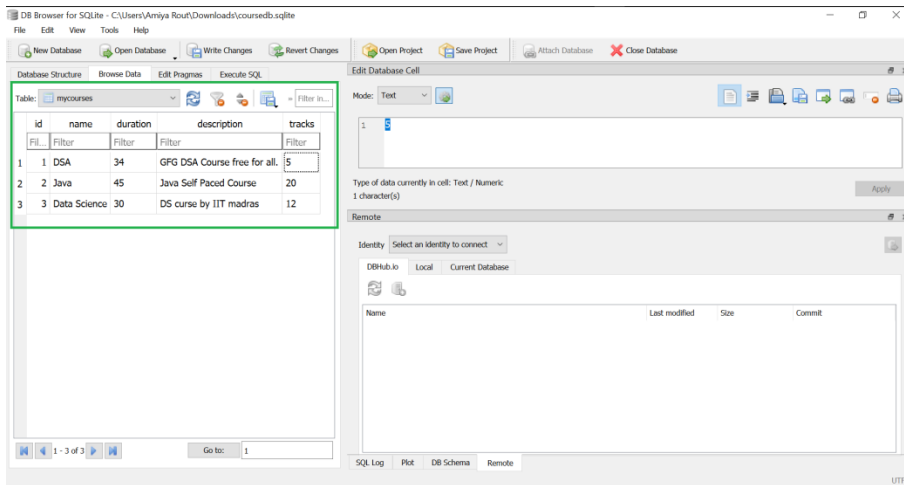 DB Browser for SQLite - C:\Users\Amiya Rout\Downloads\coursedb.sqlite
File Edit View Tools Help
New Database Open Database Write Changes Revert Changes Open Project Save Project Attach Database Close Database
Database Structure Browse Data Edit Pragmas Execute SQL
Table: mycourses Filter in...
id name duration description tracks
Fil... Filter Filter Filter Filter
1 1 DSA 34 GFG DSA Course free for all. 5
2 2 Java 45 Java Self Paced Course 20
3 3 Data Science 30 DS curse by IIT madras 12
1 - 3 of 3 Go to: 1
Edit Database Cell
Mode: Text
1 5
Type of data currently in cell: Text / Numeric
1 character(s)
Apply
Remote
Identity Select an identity to connect
DBHub.io Local Current Database
Name Last modified Size Commit
SQL Log Plot DB Schema Remote
UTF